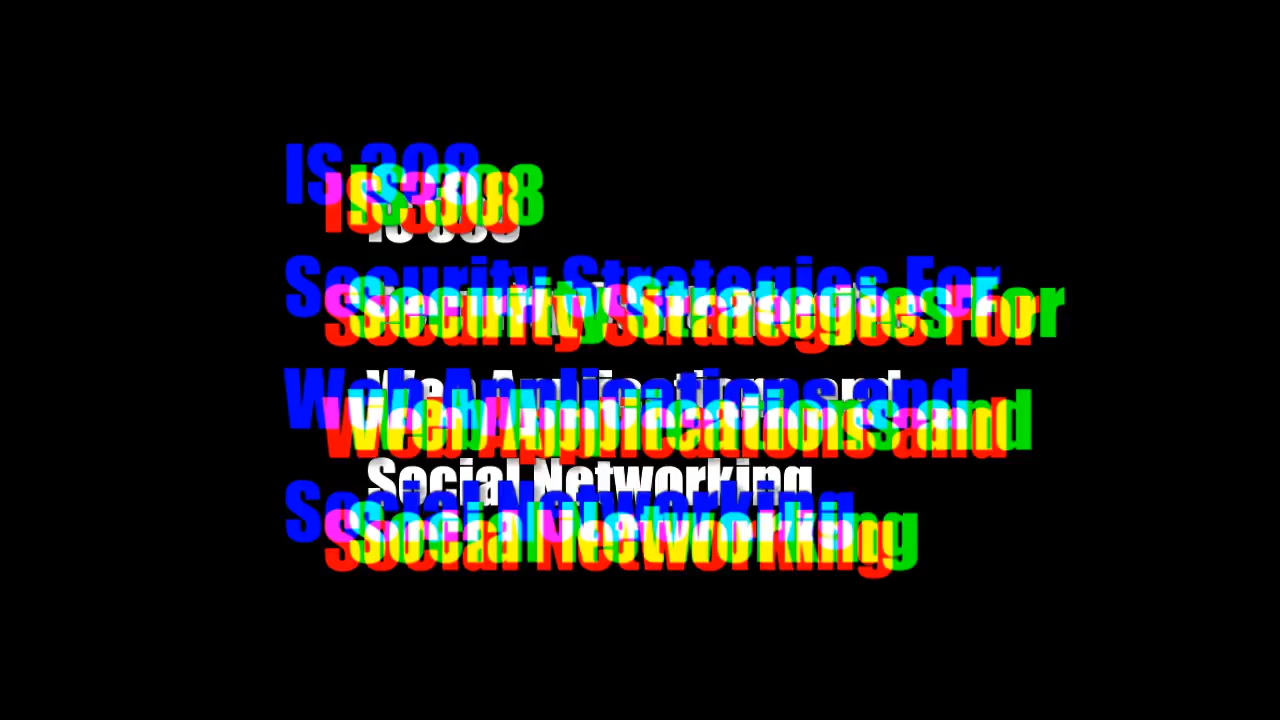 IS 308
Security Strategies For
Web Applications and
Social Networking